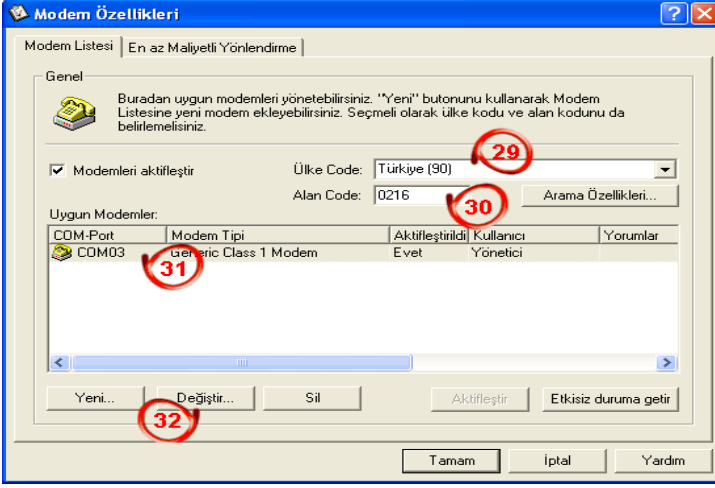 Modem Özellikleri
Modem Listesi En az Maliyetli Yönlendirme
Genel
Buradan uygun modemleri yönetebilirsiniz. "Yeni" butonunu kullanarak Modem
Listesine yeni modem ekleyebilirsiniz. Seçmeli olarak ülke kodu ve alan kodunu da
belirlemelisiniz.
29
Modemleri aktifleştir Ülke Code: Türkiye (90)
Alan Code: 0216 30 Arama Özellikleri...
Uygun Modemler:
COM-Port Modem Tipi Aktifleştirildi Kullanıcı Yorumlar
COM03 Generic Class 1 Modem Evet Yönetici
31
Yeni... Değiştir... Sil Aktifleştir Etkisiz duruma getir
32
Tamam İptal Yardım